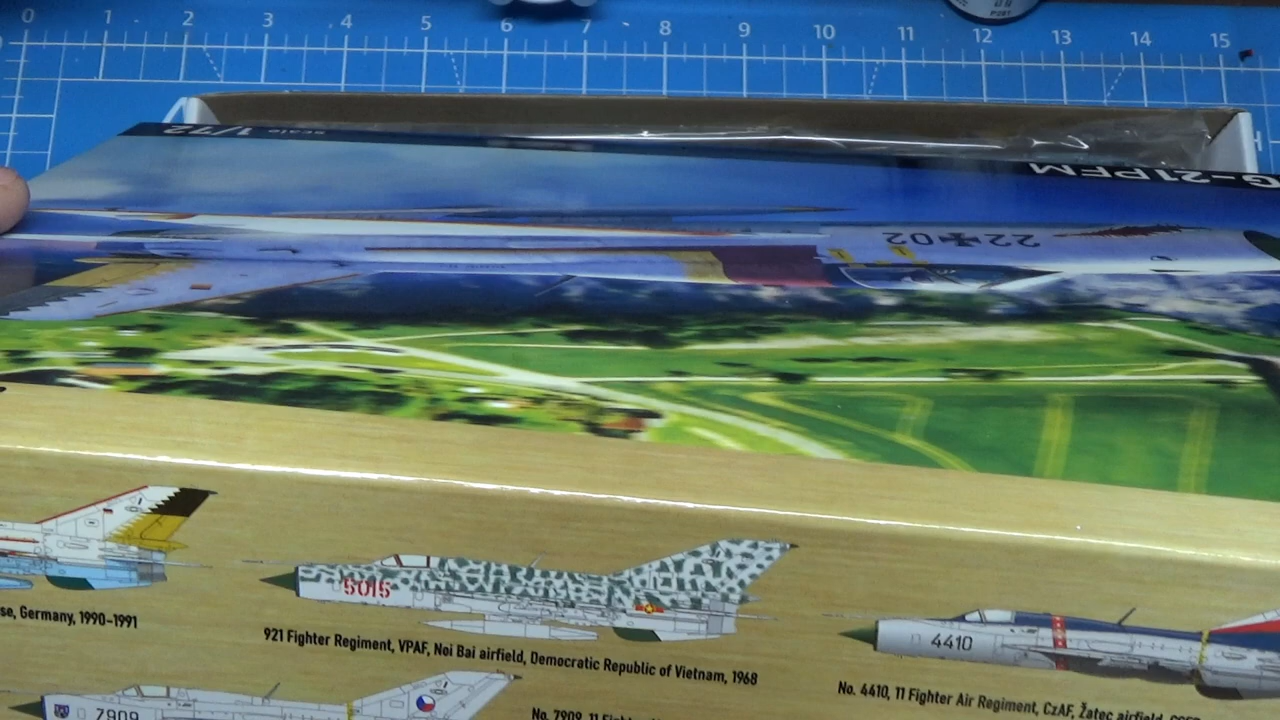 0 1 2 3 4 5 6 7 8 9 10 11 12 13 14 15
scale 1/72
G-21PFM
22+02
5015
se, Germany, 1990-1991
921 Fighter Regiment, VPAF, Noi Bai airfield, Democratic Republic of Vietnam, 1968
4410
No. 4410, 11 Fighter Air Regiment, CzAF, Žatec airfield,
7909
No. 7909, 11